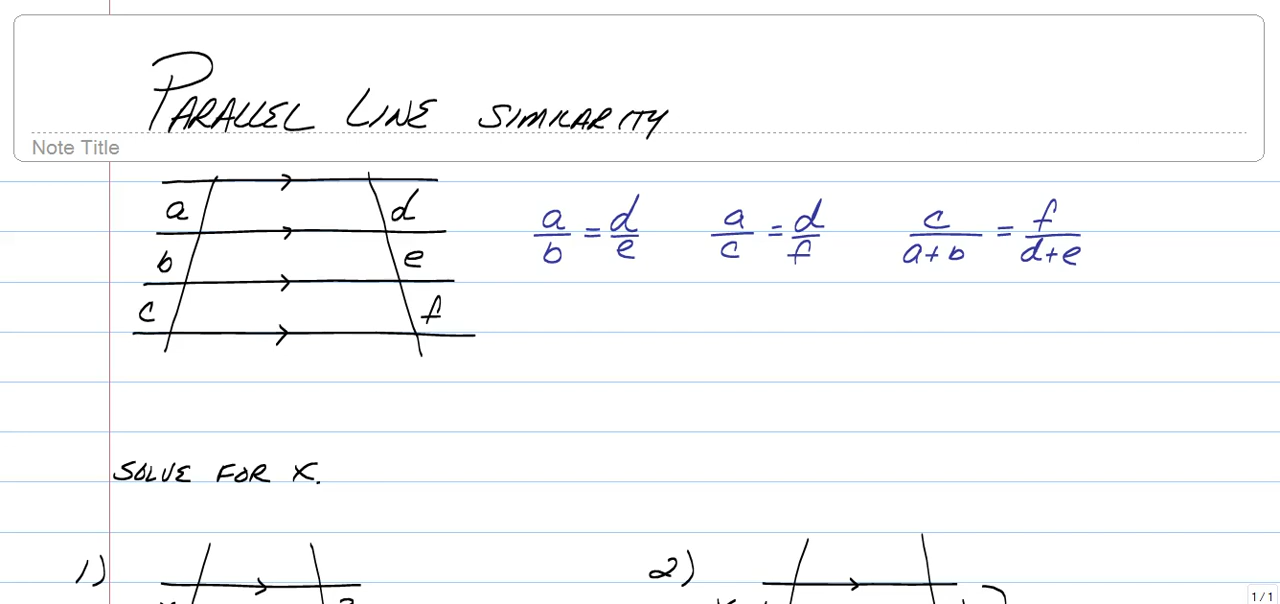 PARALLEL LINE SIMILARITY
Note Title
a d
b e
c f
a/b = d/e a/c = d/f c/(a+b) = f/(d+e)
SOLVE FOR X.
1) 2)
1/1